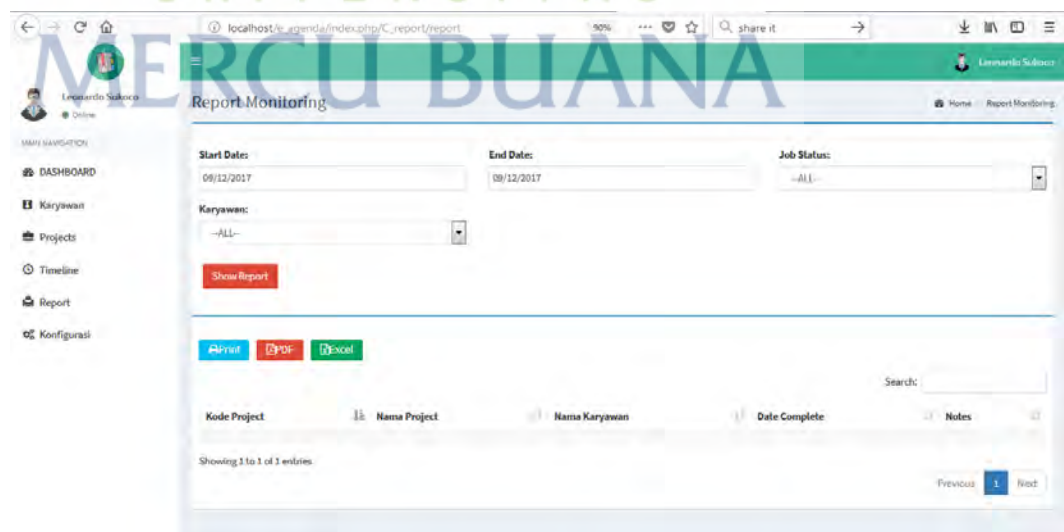 localhost/e_agenda/index.php/C_report/report
90%
share it
MERCU BUANA
Leonardo Sukoco
Leonardo Sukoco
Online
Report Monitoring
Home
Report Monitoring
MAIN NAVIGATION
DASHBOARD
Karyawan
Projects
Timeline
Report
Konfigurasi
Start Date:
End Date:
Job Status:
09/12/2017
09/12/2017
--ALL--
Karyawan:
--ALL--
Show Report
Print
PDF
Excel
Search:
Kode Project
Nama Project
Nama Karyawan
Date Complete
Notes
Showing 1 to 1 of 1 entries
Previous
1
Next